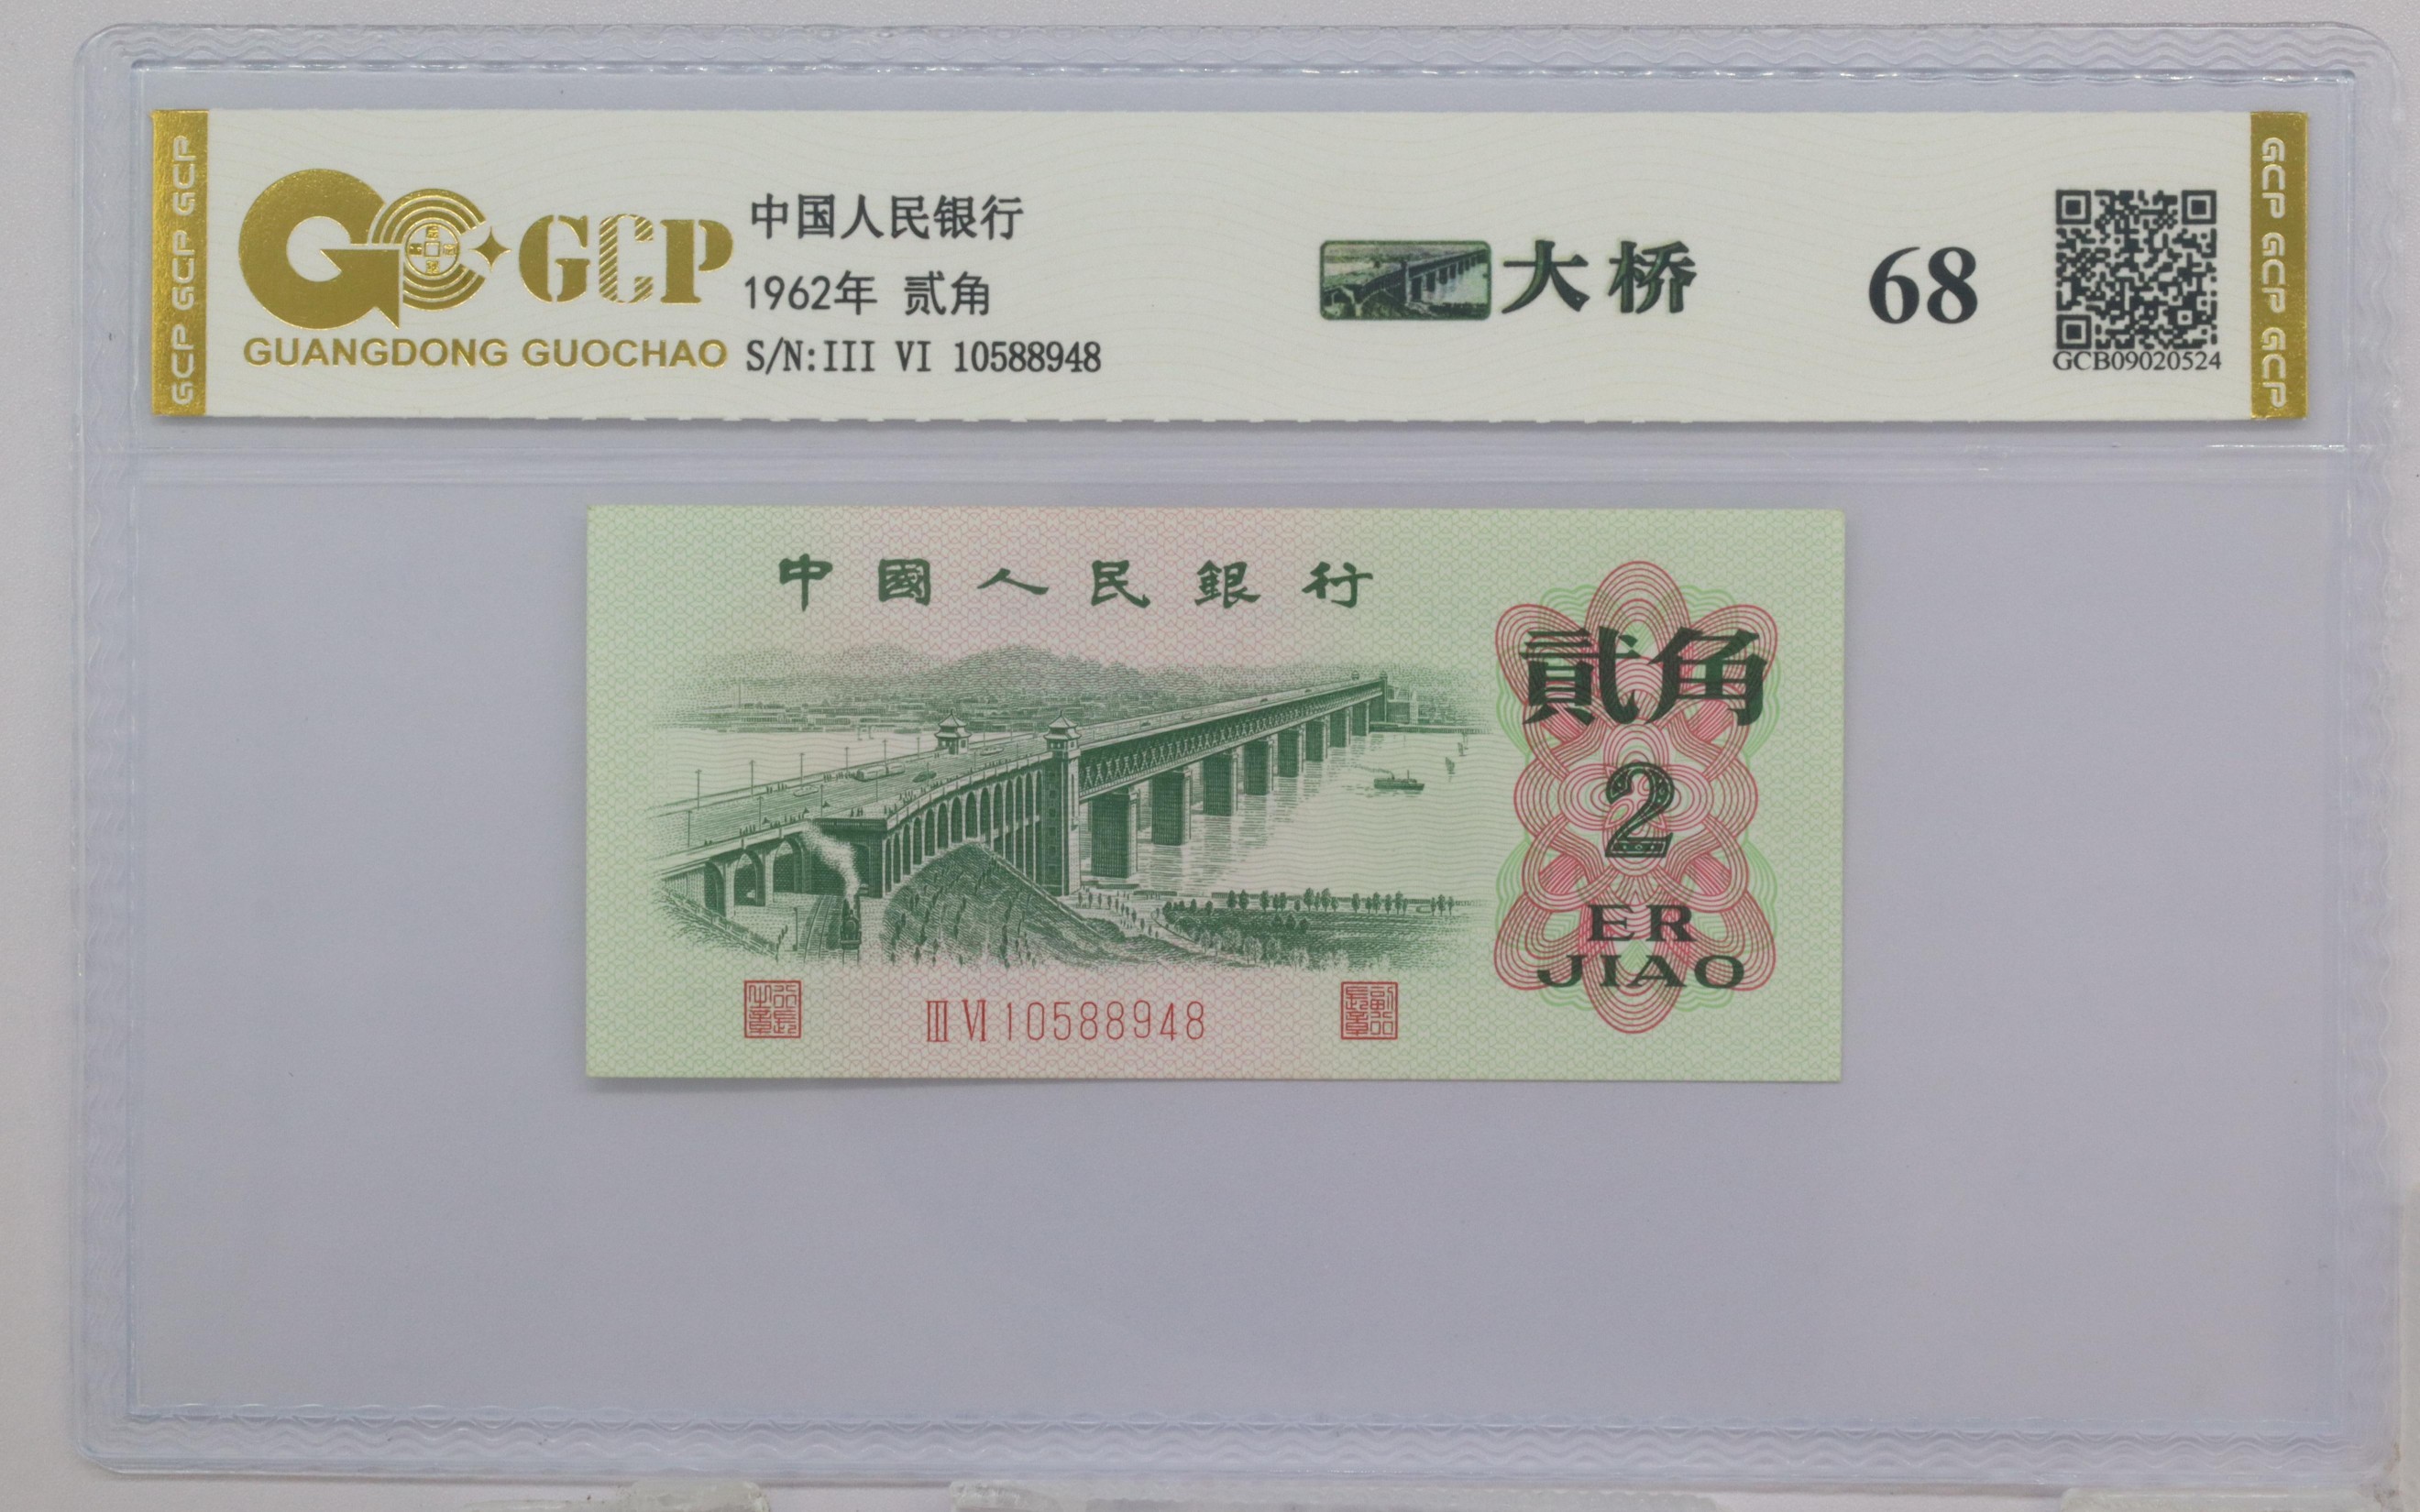 GCP GCP GCP
GCP
GUANGDONG GUOCHAO
中国人民银行
1962年 贰角
S/N:III VI 10588948
大桥
68
GCB09020524
GCP GCP GCP
中國人民銀行
貳角
2
ER
JIAO
III VI 10588948